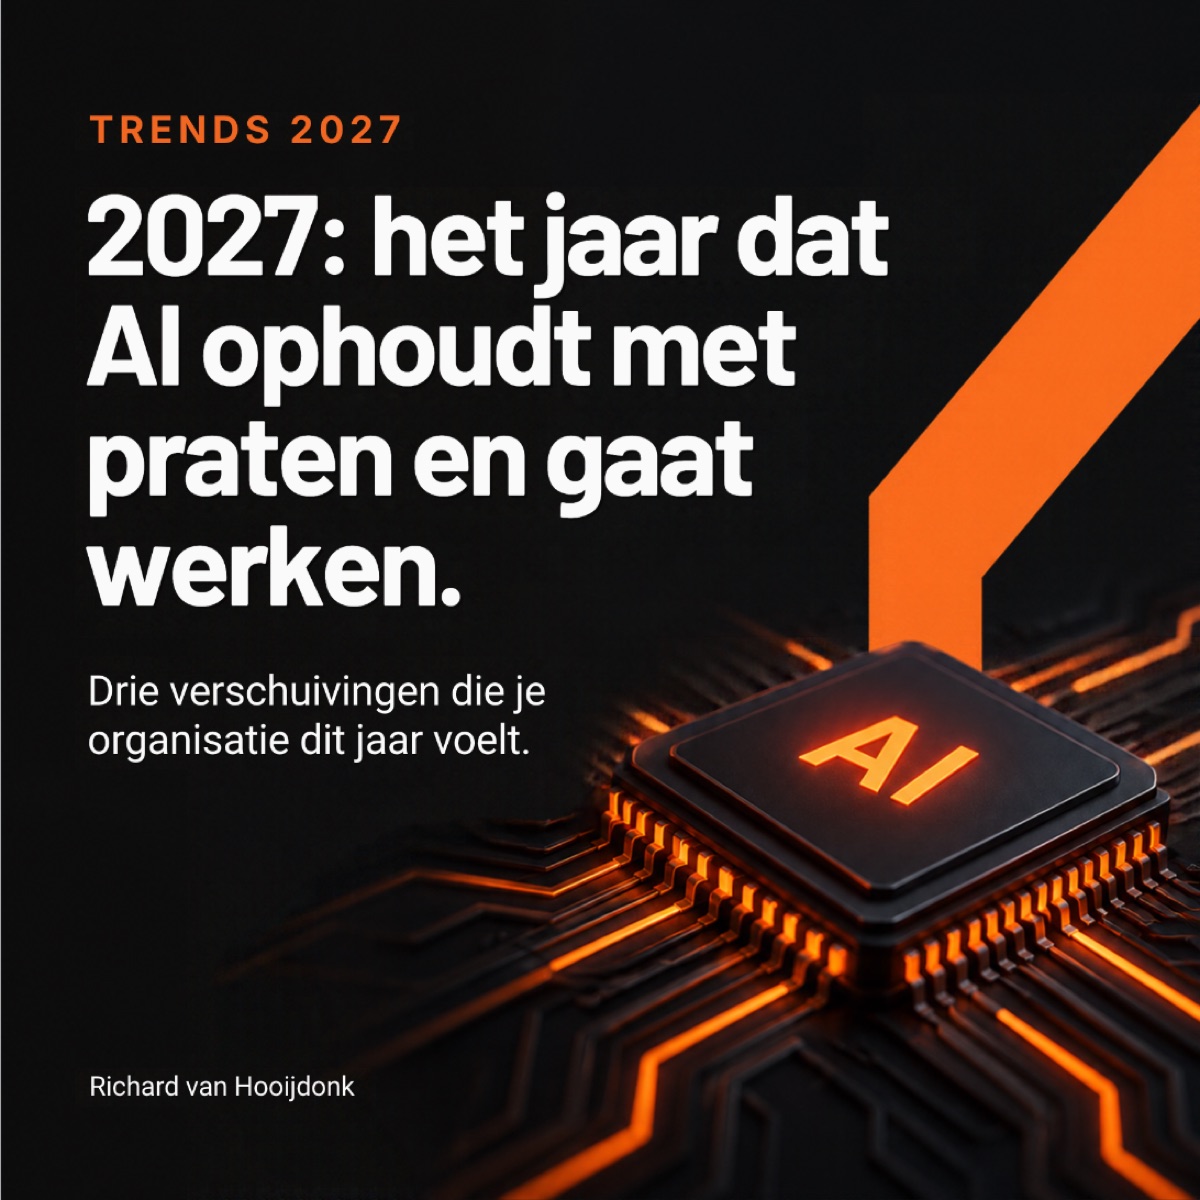 TRENDS 2027
2027: het jaar dat
AI ophoudt met
praten en gaat
werken.
Drie verschuivingen die je
organisatie dit jaar voelt.
AI
Richard van Hooijdonk